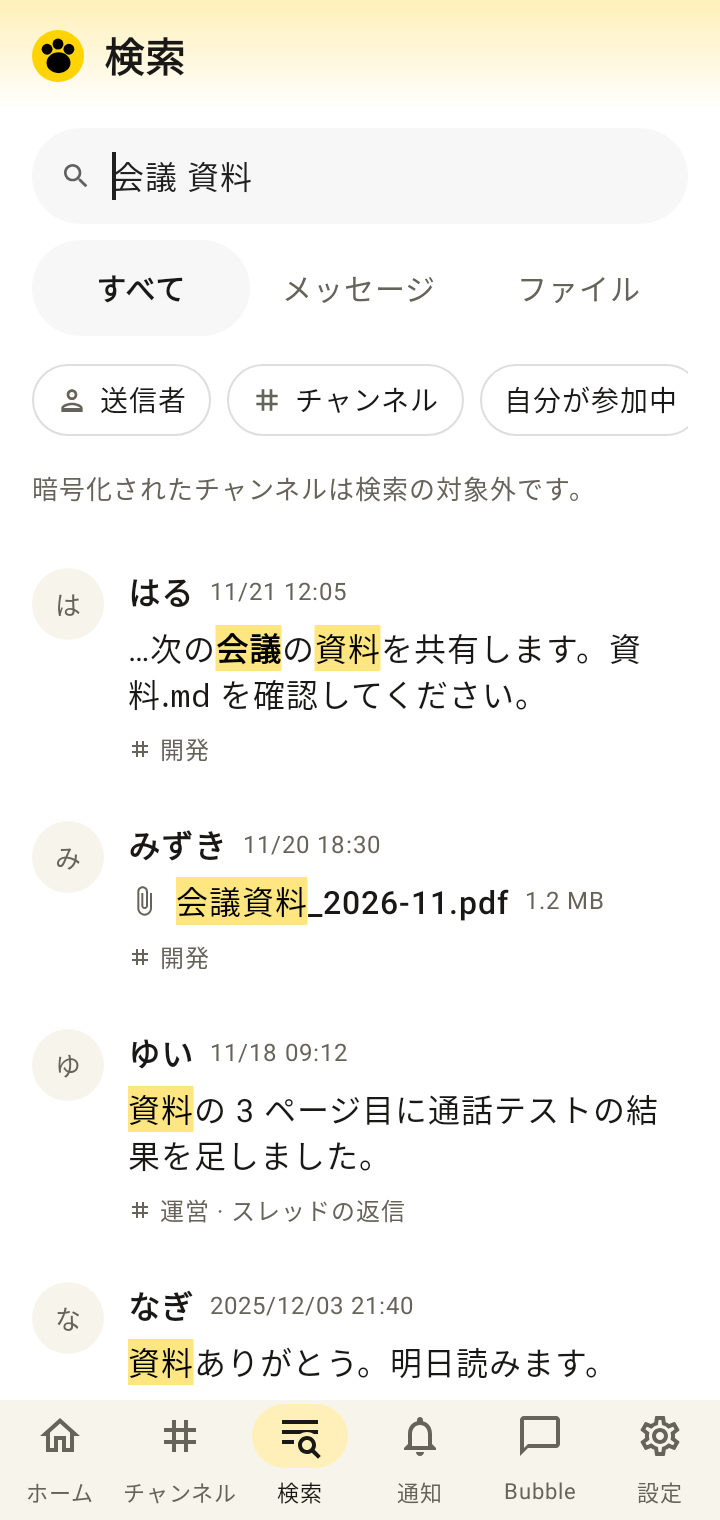 検索
会議 資料
すべて メッセージ ファイル
送信者 チャンネル 自分が参加中
暗号化されたチャンネルは検索の対象外です。
は はる 11/21 12:05
…次の会議の資料を共有します。資
料.md を確認してください。
# 開発
み みずき 11/20 18:30
会議資料_2026-11.pdf 1.2 MB
# 開発
ゆ ゆい 11/18 09:12
資料の 3 ページ目に通話テストの結
果を足しました。
# 運営 · スレッドの返信
な なぎ 2025/12/03 21:40
資料ありがとう。明日読みます。
ホーム チャンネル 検索 通知 Bubble 設定